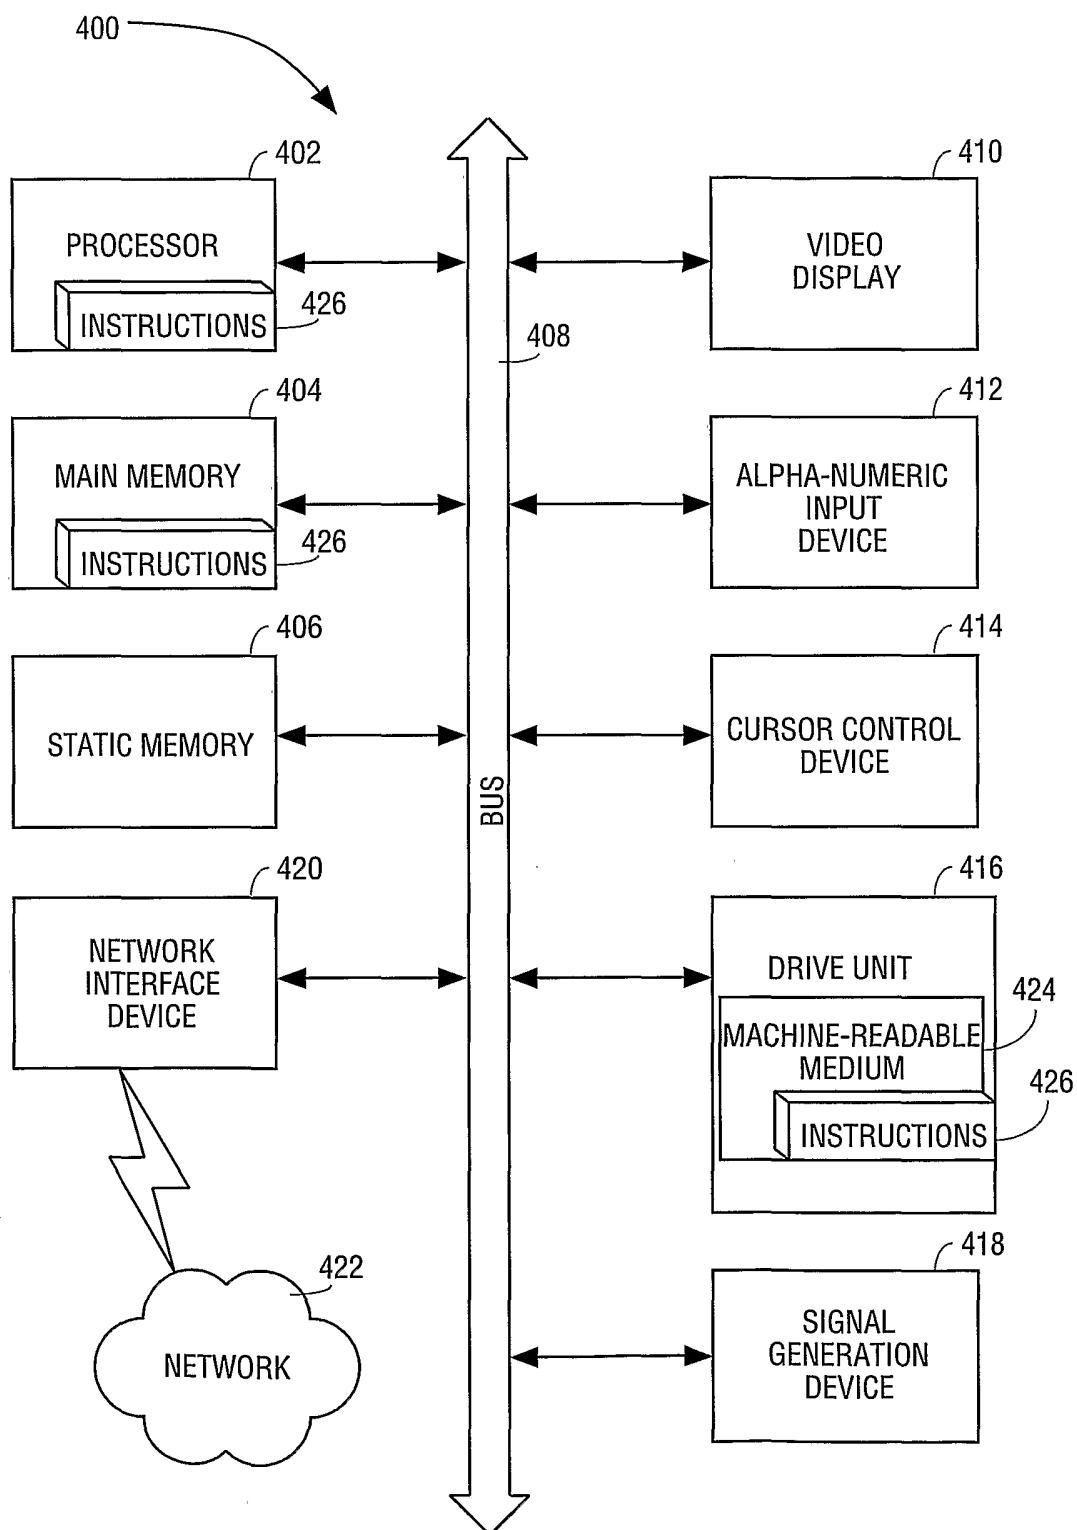 400
402
PROCESSOR
INSTRUCTIONS
426
404
MAIN MEMORY
INSTRUCTIONS
426
406
STATIC MEMORY
420
NETWORK
INTERFACE
DEVICE
422
NETWORK
408
BUS
410
VIDEO
DISPLAY
412
ALPHA-NUMERIC
INPUT
DEVICE
414
CURSOR CONTROL
DEVICE
416
DRIVE UNIT
424
MACHINE-READABLE
MEDIUM
426
INSTRUCTIONS
418
SIGNAL
GENERATION
DEVICE